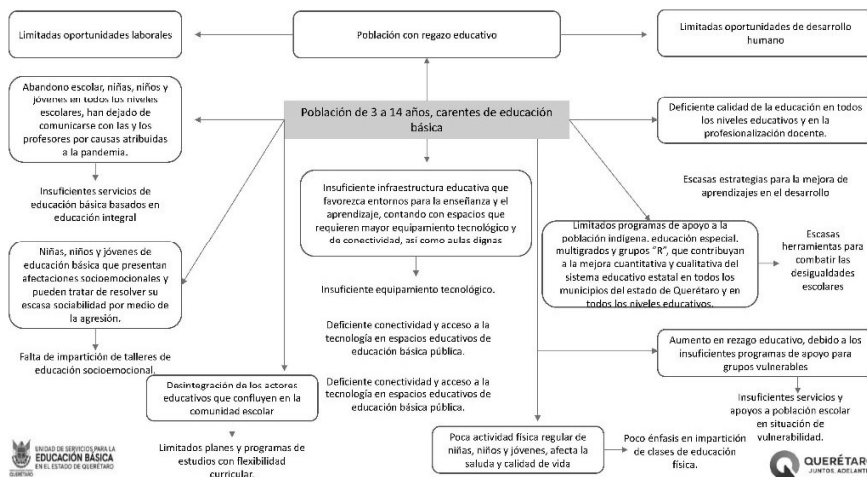 Limitadas oportunidades laborales
Población con regazo educativo
Limitadas oportunidades de desarrollo
humano
Abandono escolar, niñas, niños y
jóvenes en todos los niveles
escolares, han dejado de
comunicarse con las y los
profesores por causas atribuidas
a la pandemia.
Población de 3 a 14 años, carentes de educación
básica
Deficiente calidad de la educación en todos
los niveles educativos y en la
profesionalización docente.
Insuficientes servicios de
educación básica basados en
educación integral
Insuficiente infraestructura educativa que
favorezca entornos para la enseñanza y el
aprendizaje, contando con espacios que
requieren mayor equipamiento tecnológico y
de conectividad, así como aulas dignas
Escasas estrategias para la mejora de
aprendizajes en el desarrollo
Limitados programas de apoyo a la
población indígena, educación especial,
multigrados y grupos "R", que contribuyan
a la mejora cuantitativa y cualitativa del
sistema educativo estatal en todos los
municipios del estado de Querétaro y en
todos los niveles educativos.
Escasas
herramientas para
combatir las
desigualdades
escolares
Niñas, niños y jóvenes de
educación básica que presentan
afectaciones socioemocionales y
pueden tratar de resolver su
escasa sociabilidad por medio de
la agresión.
Insuficiente equipamiento tecnológico.
Falta de impartición de talleres de
educación socioemocional.
Deficiente conectividad y acceso a la
tecnología en espacios educativos de
educación básica pública.
Aumento en rezago educativo, debido a los
insuficientes programas de apoyo para
grupos vulnerables
Desintegración de los actores
educativos que confluyen en la
comunidad escolar
Deficiente conectividad y acceso a la
tecnología en espacios educativos de
educación básica pública.
Insuficientes servicios y
apoyos a población escolar
en situación de
vulnerabilidad.
Limitados planes y programas de
estudios con flexibilidad
curricular.
Poca actividad física regular de
niñas, niños y jóvenes, afecta la
saluda y calidad de vida
Poco énfasis en impartición
de clases de educación
física.
UNIDAD DE SERVICIOS PARA LA
EDUCACIÓN BÁSICA
EN EL ESTADO DE QUERÉTARO
QUERÉTARO
QUERÉTARO
JUNTOS, ADELANTE